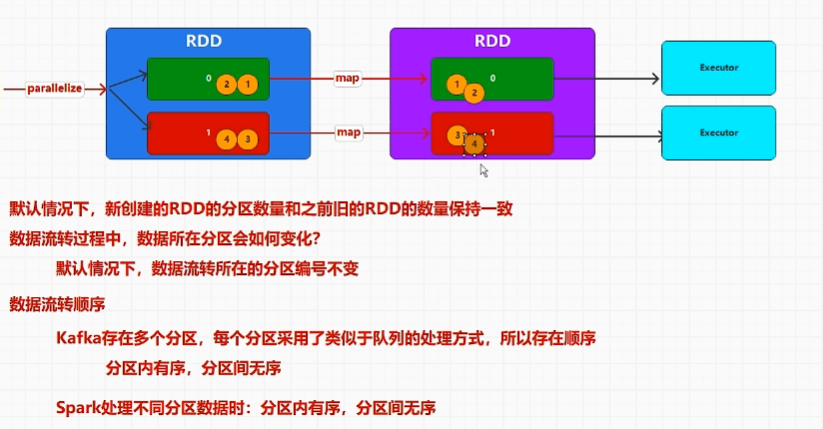 RDD
RDD
parallelize
0
2
1
map
1
2
0
Executor
1
4
3
map
3
4
1
Executor
默认情况下，新创建的RDD的分区数量和之前旧的RDD的数量保持一致
数据流转过程中，数据所在分区会如何变化？
默认情况下，数据流转所在的分区编号不变
数据流转顺序
Kafka存在多个分区，每个分区采用了类似于队列的处理方式，所以存在顺序
分区内有序，分区间无序
Spark处理不同分区数据时：分区内有序，分区间无序